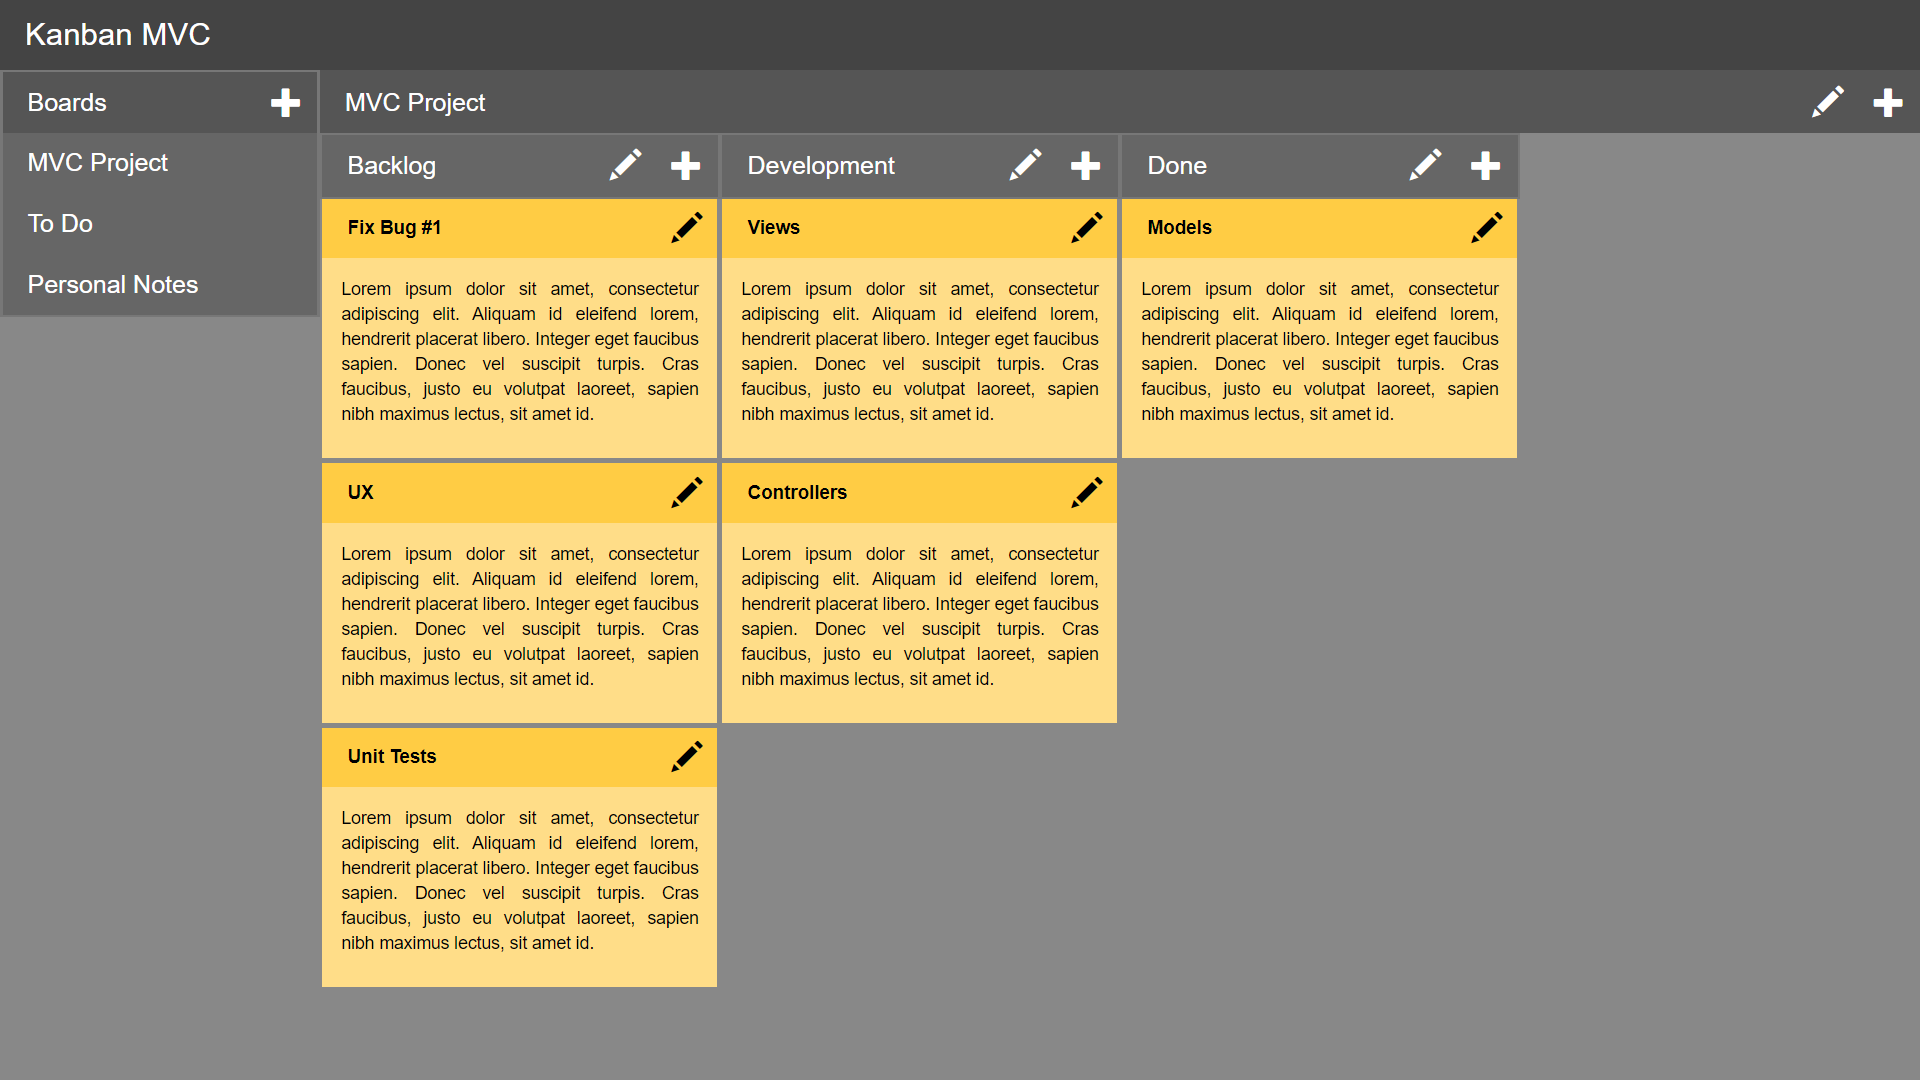 Kanban MVC
Boards
MVC Project
To Do
Personal Notes
MVC Project
Backlog
Fix Bug #1
Lorem ipsum dolor sit amet, consectetur
adipiscing elit. Aliquam id eleifend lorem,
hendrerit placerat libero. Integer eget faucibus
sapien. Donec vel suscipit turpis. Cras
faucibus, justo eu volutpat laoreet, sapien
nibh maximus lectus, sit amet id.
UX
Lorem ipsum dolor sit amet, consectetur
adipiscing elit. Aliquam id eleifend lorem,
hendrerit placerat libero. Integer eget faucibus
sapien. Donec vel suscipit turpis. Cras
faucibus, justo eu volutpat laoreet, sapien
nibh maximus lectus, sit amet id.
Unit Tests
Lorem ipsum dolor sit amet, consectetur
adipiscing elit. Aliquam id eleifend lorem,
hendrerit placerat libero. Integer eget faucibus
sapien. Donec vel suscipit turpis. Cras
faucibus, justo eu volutpat laoreet, sapien
nibh maximus lectus, sit amet id.
Development
Views
Lorem ipsum dolor sit amet, consectetur
adipiscing elit. Aliquam id eleifend lorem,
hendrerit placerat libero. Integer eget faucibus
sapien. Donec vel suscipit turpis. Cras
faucibus, justo eu volutpat laoreet, sapien
nibh maximus lectus, sit amet id.
Controllers
Lorem ipsum dolor sit amet, consectetur
adipiscing elit. Aliquam id eleifend lorem,
hendrerit placerat libero. Integer eget faucibus
sapien. Donec vel suscipit turpis. Cras
faucibus, justo eu volutpat laoreet, sapien
nibh maximus lectus, sit amet id.
Done
Models
Lorem ipsum dolor sit amet, consectetur
adipiscing elit. Aliquam id eleifend lorem,
hendrerit placerat libero. Integer eget faucibus
sapien. Donec vel suscipit turpis. Cras
faucibus, justo eu volutpat laoreet, sapien
nibh maximus lectus, sit amet id.